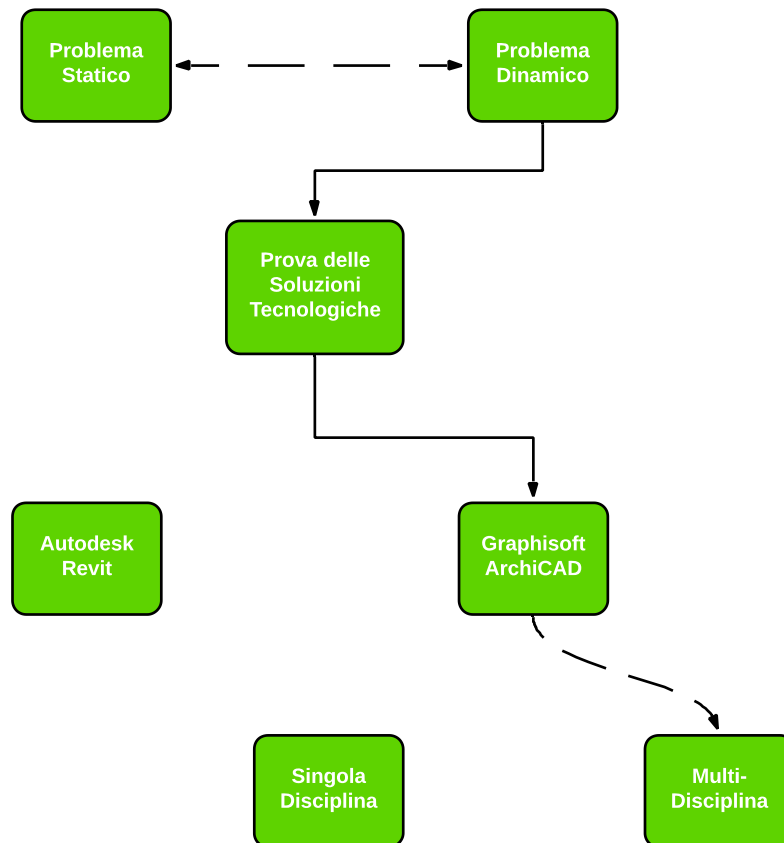 Problema
Statico
Problema
Dinamico
Prova delle
Soluzioni
Tecnologiche
Autodesk
Revit
Graphisoft
ArchiCAD
Singola
Disciplina
Multi-
Disciplina